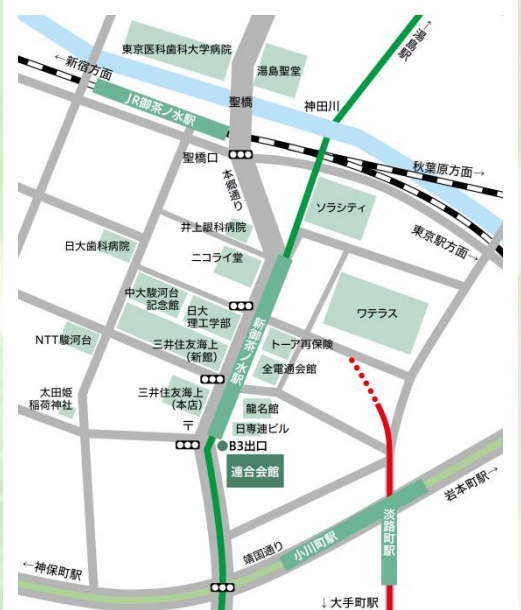 ←新宿方面
東京医科歯科大学病院
湯島聖堂
→湯島駅
聖橋
神田川
JR御茶ノ水駅
聖橋口
本郷通り
秋葉原方面→
ソラシティ
東京駅方面→
井上眼科病院
日大歯科病院
ニコライ堂
中大駿河台
記念館
日大
理工学部
ワテラス
新御茶ノ水駅
NTT駿河台
三井住友海上
(新館)
トーア再保険
全電通会館
太田姫
稲荷神社
三井住友海上
(本店)
龍名館
〒
日専連ビル
B3出口
連合会館
岩本町駅→
小川町駅
淡路町駅
靖国通り
←神保町駅
↓大手町駅